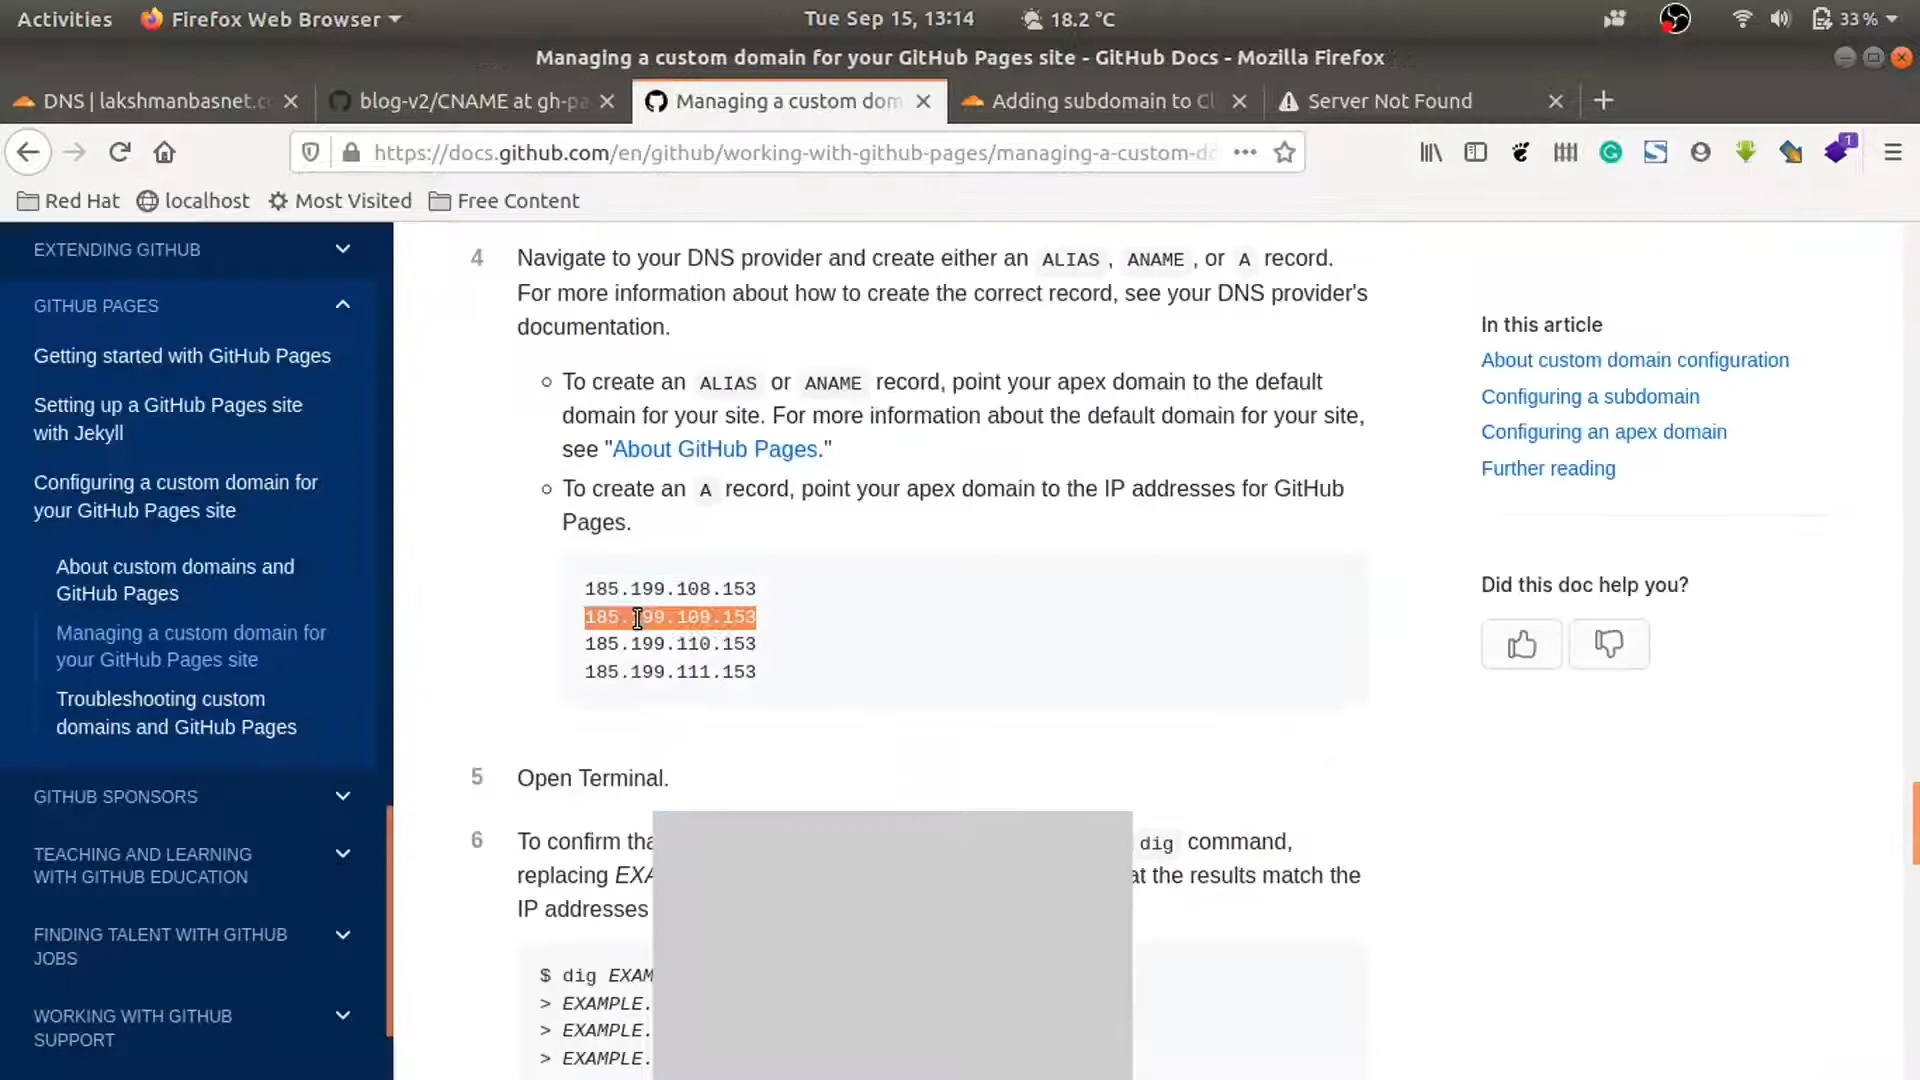 Activities Firefox Web Browser Tue Sep 15, 13:14 18.2 °C 33 %
Managing a custom domain for your GitHub Pages site - GitHub Docs - Mozilla Firefox
DNS | lakshmanbasnet.c blog-v2/CNAME at gh-pa Managing a custom dom Adding subdomain to Cl Server Not Found
https://docs.github.com/en/github/working-with-github-pages/managing-a-custom-do 1
Red Hat localhost Most Visited Free Content
EXTENDING GITHUB
GITHUB PAGES
Getting started with GitHub Pages
Setting up a GitHub Pages site
with Jekyll
Configuring a custom domain for
your GitHub Pages site
About custom domains and
GitHub Pages
Managing a custom domain for
your GitHub Pages site
Troubleshooting custom
domains and GitHub Pages
GITHUB SPONSORS
TEACHING AND LEARNING
WITH GITHUB EDUCATION
FINDING TALENT WITH GITHUB
JOBS
WORKING WITH GITHUB
SUPPORT
4 Navigate to your DNS provider and create either an ALIAS , ANAME , or A record.
For more information about how to create the correct record, see your DNS provider's
documentation.
To create an ALIAS or ANAME record, point your apex domain to the default
domain for your site. For more information about the default domain for your site,
see "About GitHub Pages."
To create an A record, point your apex domain to the IP addresses for GitHub
Pages.
185.199.108.153
185.199.109.153
185.199.110.153
185.199.111.153
5 Open Terminal.
6 To confirm tha dig command,
replacing EXA at the results match the
IP addresses
$ dig EXAM
> EXAMPLE.
> EXAMPLE.
> EXAMPLE.
In this article
About custom domain configuration
Configuring a subdomain
Configuring an apex domain
Further reading
Did this doc help you?